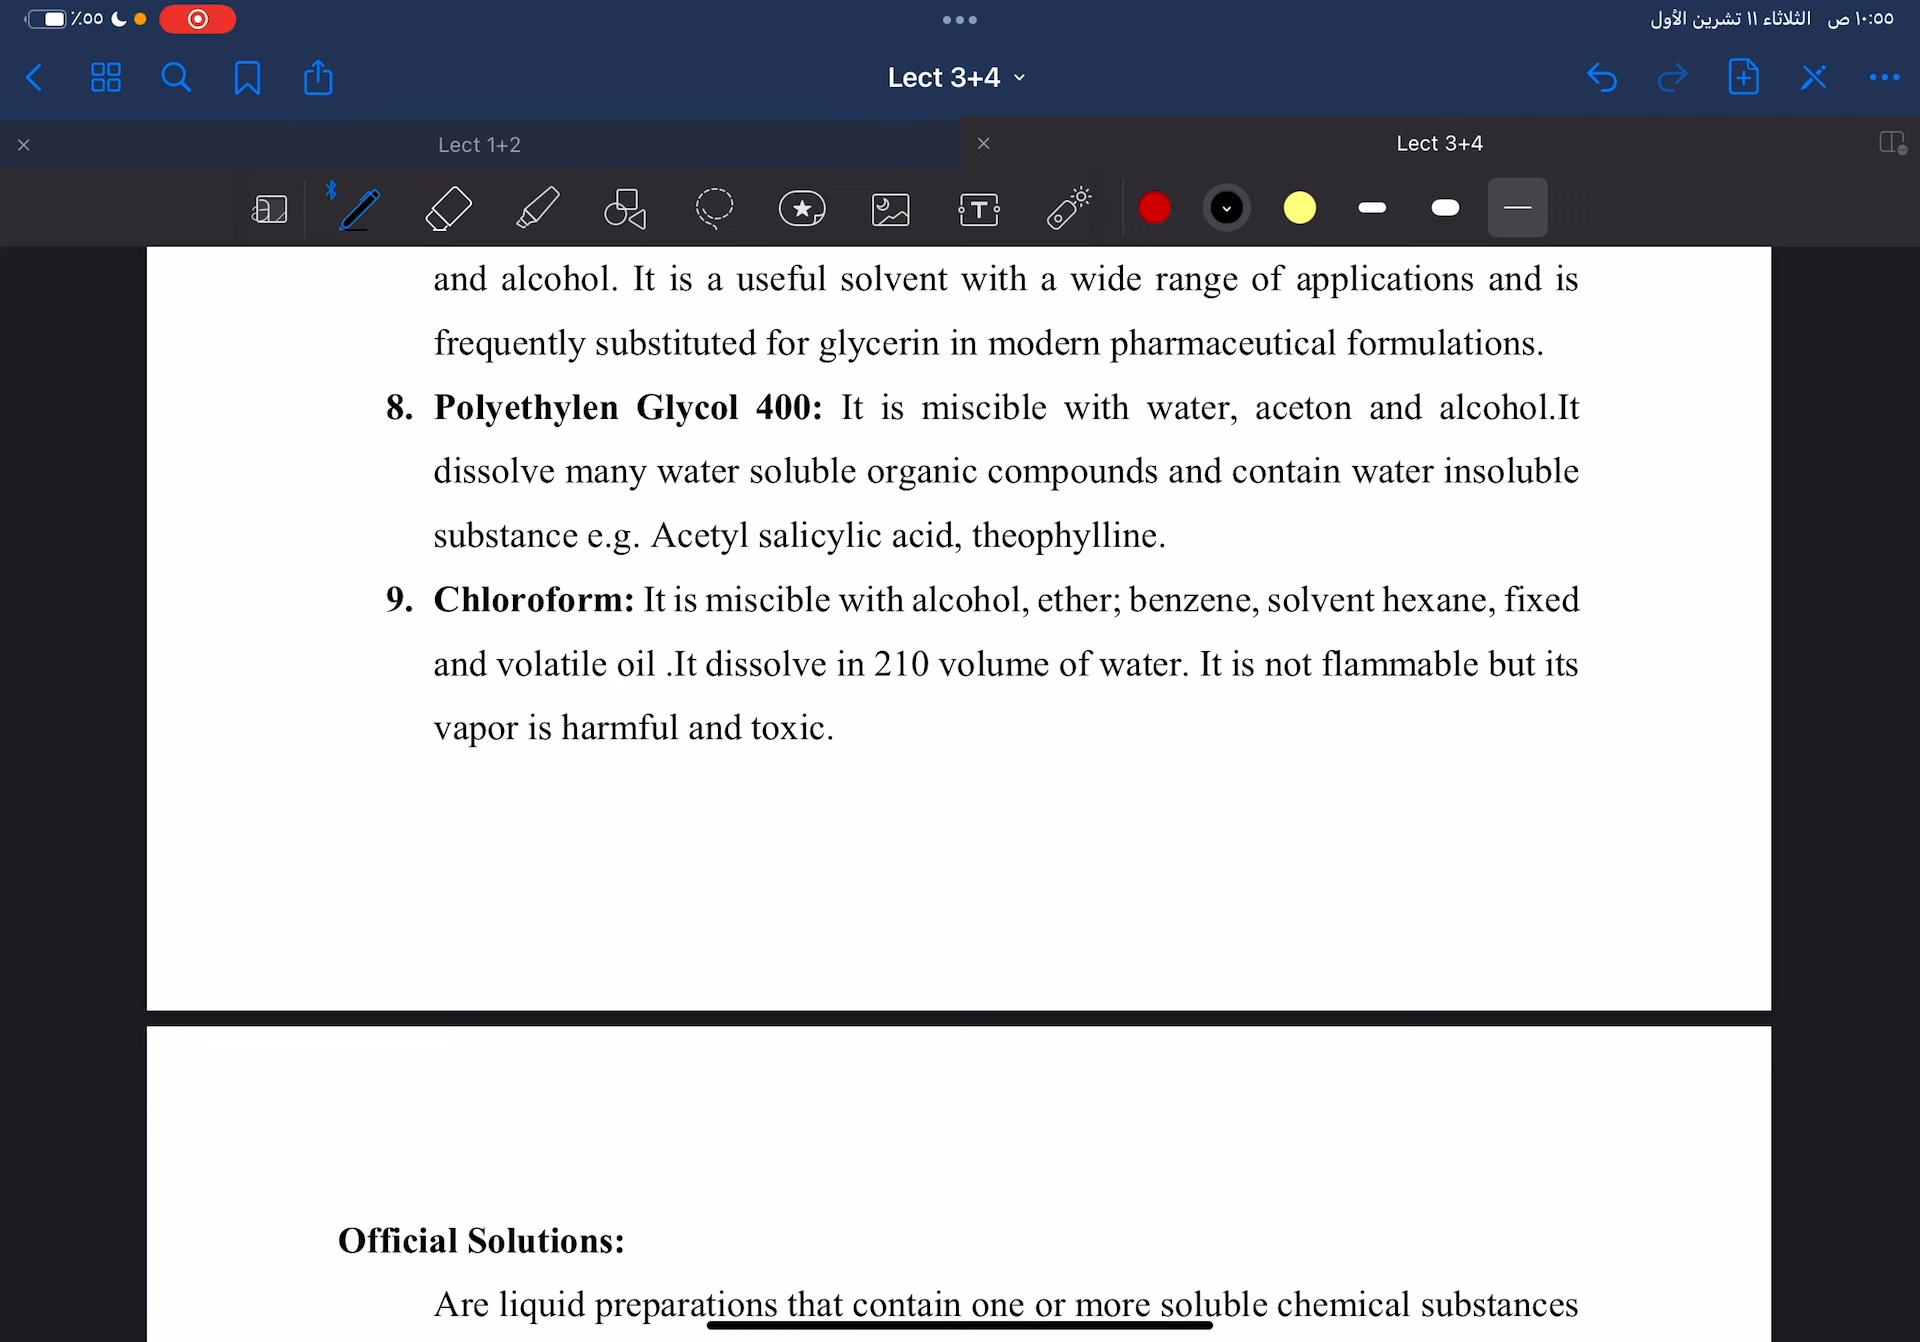 ٪٥٥
١٠:٥٥ ص الثلاثاء ١١ تشرين الأول
Lect 3+4
Lect 1+2
Lect 3+4
and alcohol. It is a useful solvent with a wide range of applications and is
frequently substituted for glycerin in modern pharmaceutical formulations.
8. Polyethylen Glycol 400: It is miscible with water, aceton and alcohol.It
dissolve many water soluble organic compounds and contain water insoluble
substance e.g. Acetyl salicylic acid, theophylline.
9. Chloroform: It is miscible with alcohol, ether; benzene, solvent hexane, fixed
and volatile oil .It dissolve in 210 volume of water. It is not flammable but its
vapor is harmful and toxic.
Official Solutions:
Are liquid preparations that contain one or more soluble chemical substances